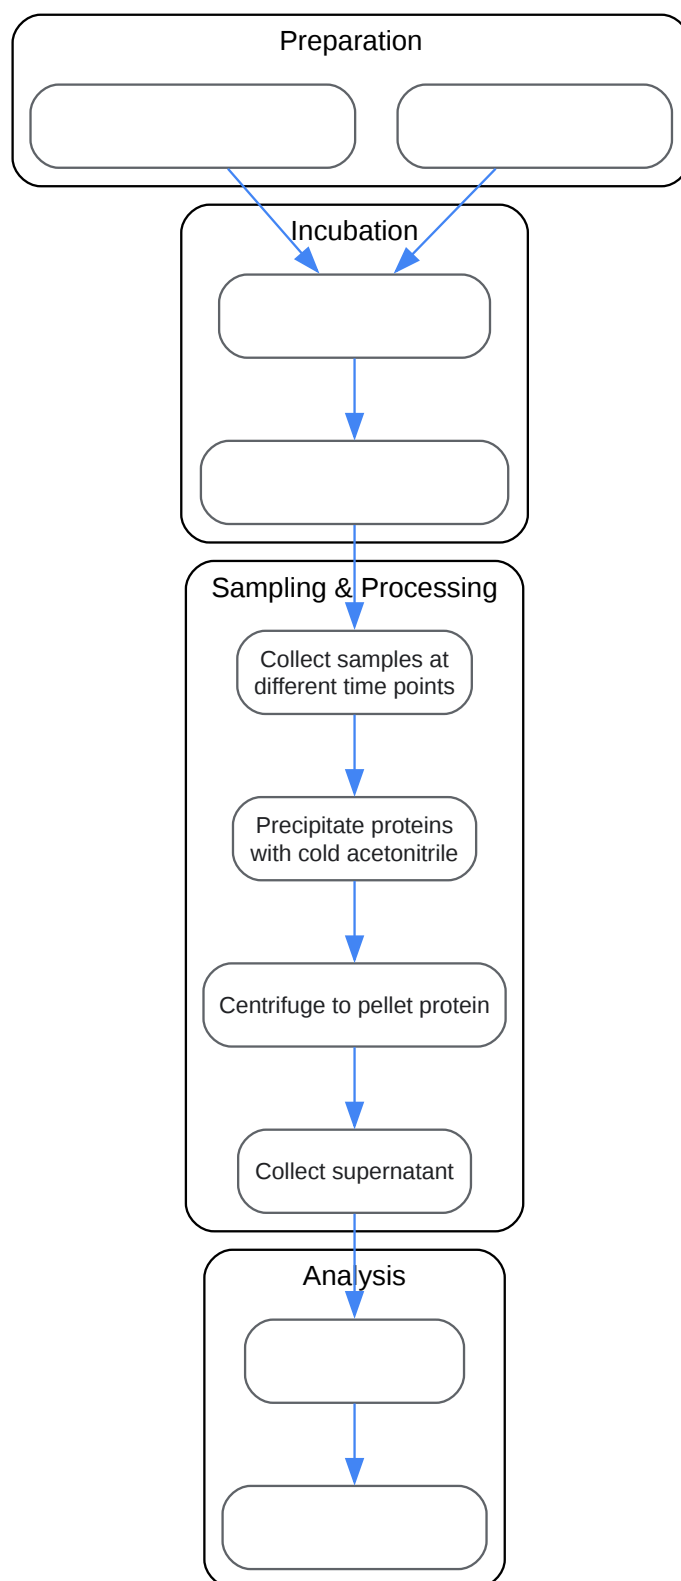 Preparation
Incubation
Sampling & Processing
Collect samples at
different time points
Precipitate proteins
with cold acetonitrile
Centrifuge to pellet protein
Collect supernatant
Analysis